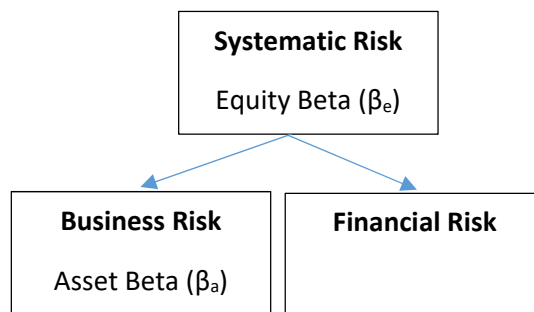 Systematic Risk
Equity Beta (βₑ)
Business Risk
Asset Beta (βₐ)
Financial Risk